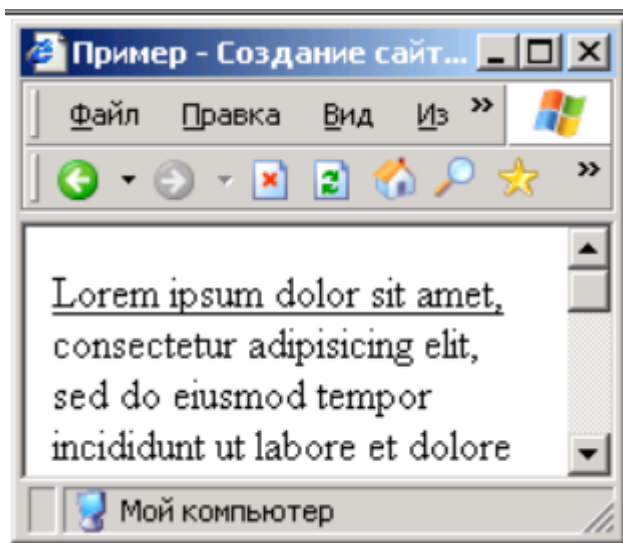 Пример - Создание сайт...
Файл Правка Вид Из »
»
Lorem ipsum dolor sit amet,
consectetur adipisicing elit,
sed do eiusmod tempor
incididunt ut labore et dolore
Мой компьютер